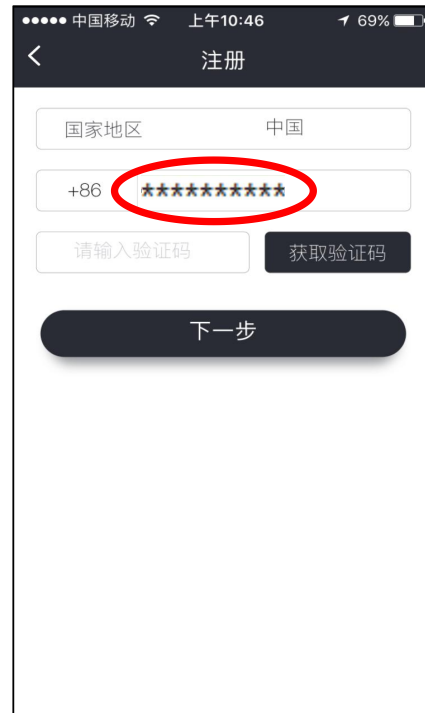 中国移动 上午10:46 69%
注册
国家地区 中国
+86 **********
请输入验证码 获取验证码
下一步